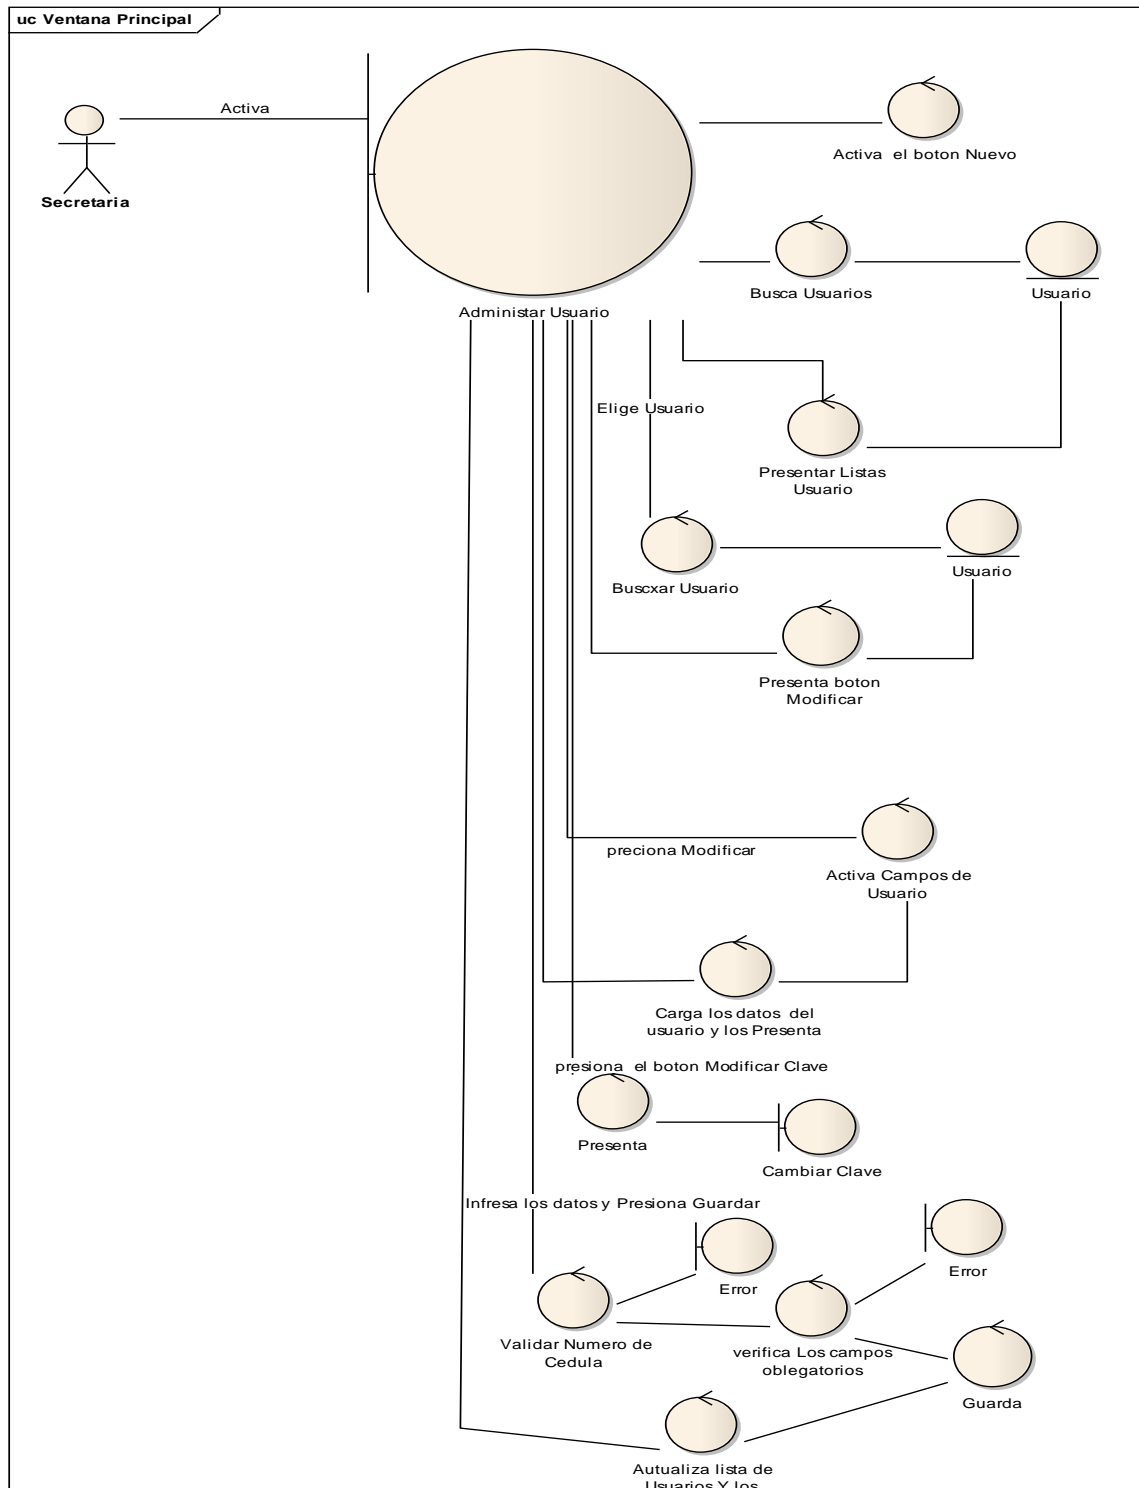 uc Ventana Principal
Activa
Secretaria
Activa el boton Nuevo
Busca Usuarios
Usuario
Administar Usuario
Elige Usuario
Presentar Listas
Usuario
Buscxar Usuario
Usuario
Presenta boton
Modificar
preciona Modificar
Activa Campos de
Usuario
Carga los datos del
usuario y los Presenta
presiona el boton Modificar Clave
Presenta
Cambiar Clave
Infresa los datos y Presiona Guardar
Error
Error
Validar Numero de
Cedula
verifica Los campos
oblegatorios
Guarda
Autualiza lista de
Usuarios Y los